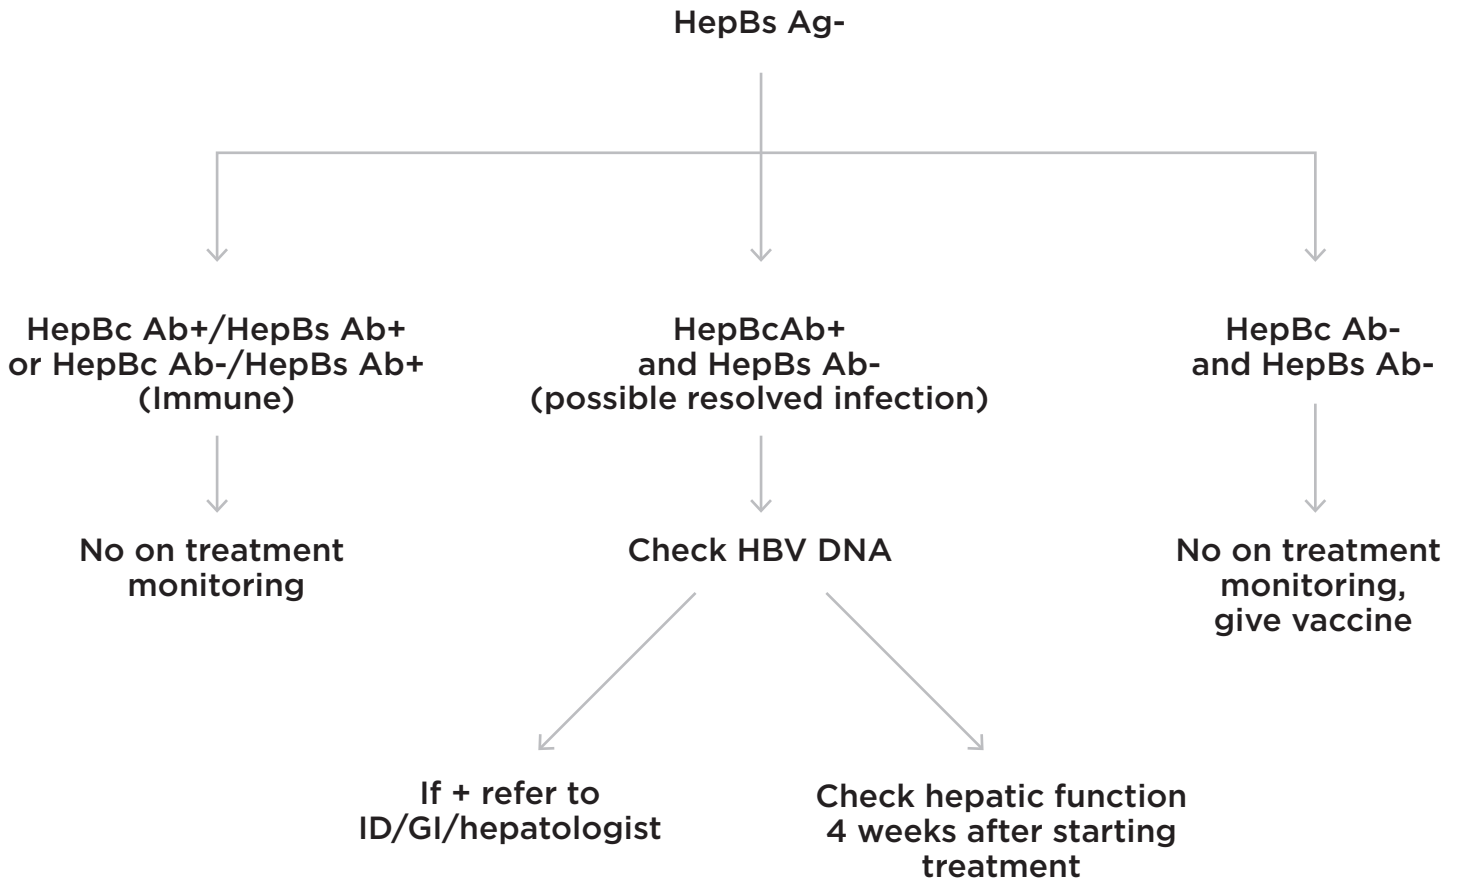 HepBs Ag-
HepBc Ab+/HepBs Ab+
or HepBc Ab-/HepBs Ab+
(Immune)
HepBcAb+
and HepBs Ab-
(possible resolved infection)
HepBc Ab-
and HepBs Ab-
No on treatment
monitoring
Check HBV DNA
No on treatment
monitoring,
give vaccine
If + refer to
ID/GI/hepatologist
Check hepatic function
4 weeks after starting
treatment